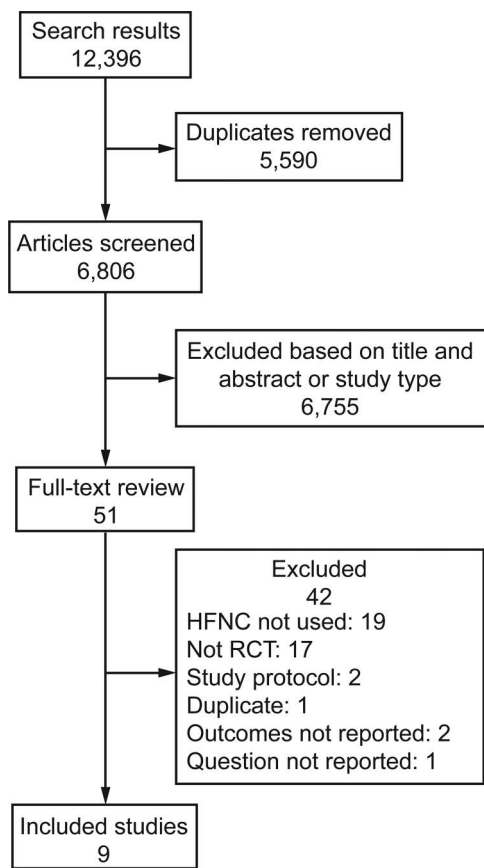 Search results
12,396
Duplicates removed
5,590
Articles screened
6,806
Excluded based on title and
abstract or study type
6,755
Full-text review
51
Excluded
42
HFNC not used: 19
Not RCT: 17
Study protocol: 2
Duplicate: 1
Outcomes not reported: 2
Question not reported: 1
Included studies
9